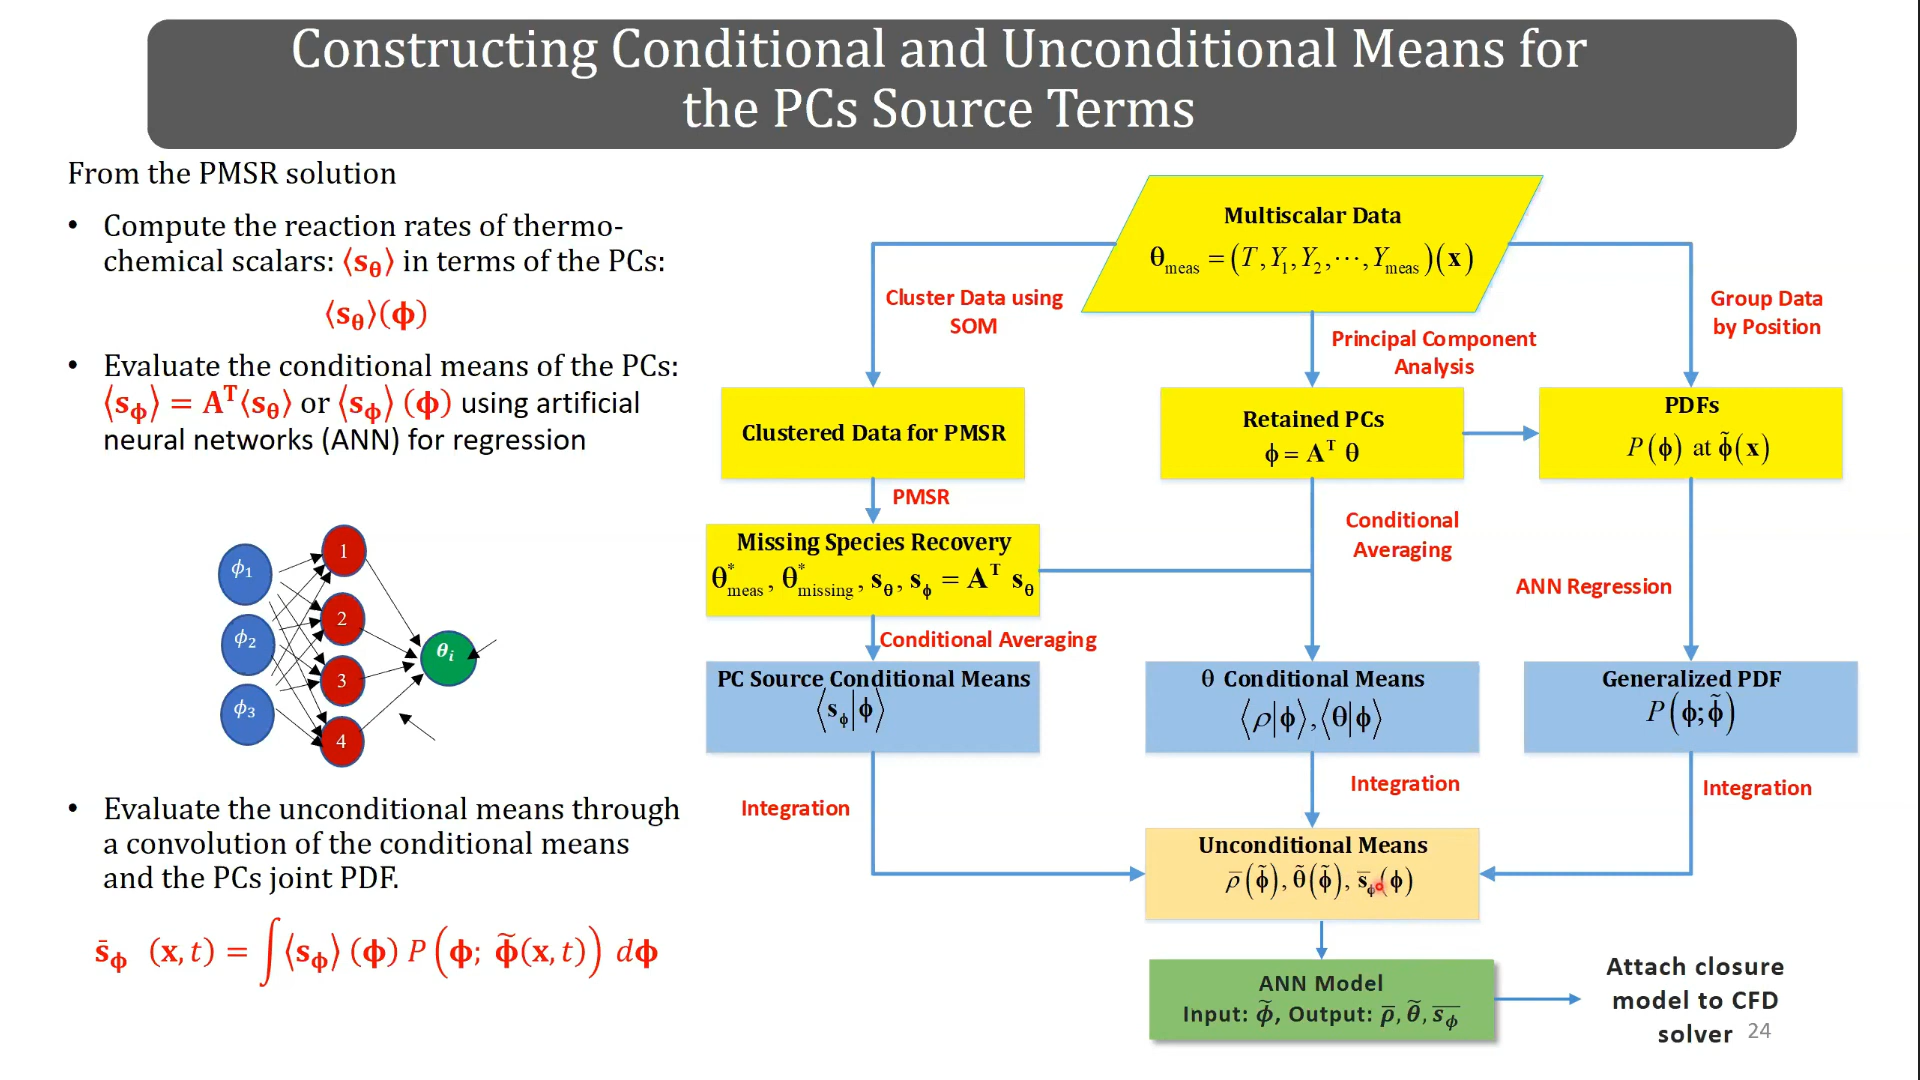 Constructing Conditional and Unconditional Means for
the PCs Source Terms
From the PMSR solution
• Compute the reaction rates of thermo-
chemical scalars: ⟨s_θ⟩ in terms of the PCs:
⟨s_θ⟩(ϕ)
• Evaluate the conditional means of the PCs:
⟨s_ϕ⟩ = A^T⟨s_θ⟩ or ⟨s_ϕ⟩ (ϕ) using artificial
neural networks (ANN) for regression
ϕ₁
ϕ₂
ϕ₃
1
2
3
4
θ_i
• Evaluate the unconditional means through
a convolution of the conditional means
and the PCs joint PDF.
s̄_ϕ (x, t) = ∫⟨s_ϕ⟩ (ϕ) P (ϕ; ϕ̃(x, t)) dϕ
Multiscalar Data
θ_meas = (T, Y₁, Y₂, ⋯, Y_meas)(x)
Cluster Data using
SOM
Principal Component
Analysis
Group Data
by Position
Clustered Data for PMSR
Retained PCs
ϕ = A^T θ
PDFs
P(ϕ) at ϕ̃(x)
PMSR
Missing Species Recovery
θ*_meas, θ*_missing, s_θ, s_ϕ = A^T s_θ
Conditional
Averaging
ANN Regression
Conditional Averaging
PC Source Conditional Means
⟨s_ϕ|ϕ⟩
θ Conditional Means
⟨ρ|ϕ⟩, ⟨θ|ϕ⟩
Generalized PDF
P(ϕ; ϕ̃)
Integration
Integration
Integration
Unconditional Means
ρ̄(ϕ̃), θ̃(ϕ̃), s̄_ϕ(ϕ)
ANN Model
Input: ϕ̃, Output: ρ̄, θ̃, s̄_ϕ
Attach closure
model to CFD
solver
24